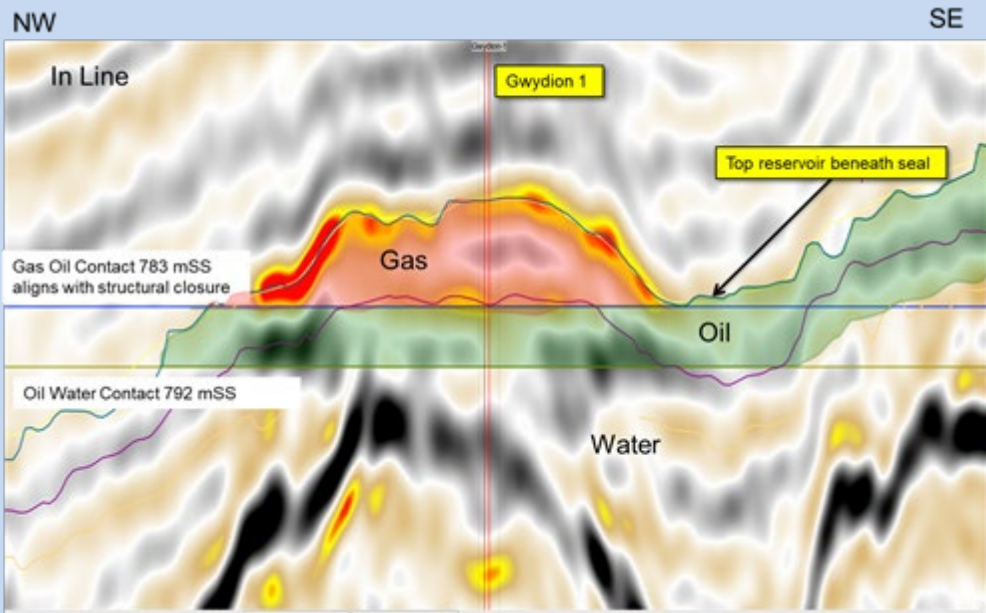 NW
SE
In Line
Gwydion 1
Top reservoir beneath seal
Gas
Gas Oil Contact 783 mSS
aligns with structural closure
Oil
Oil Water Contact 792 mSS
Water